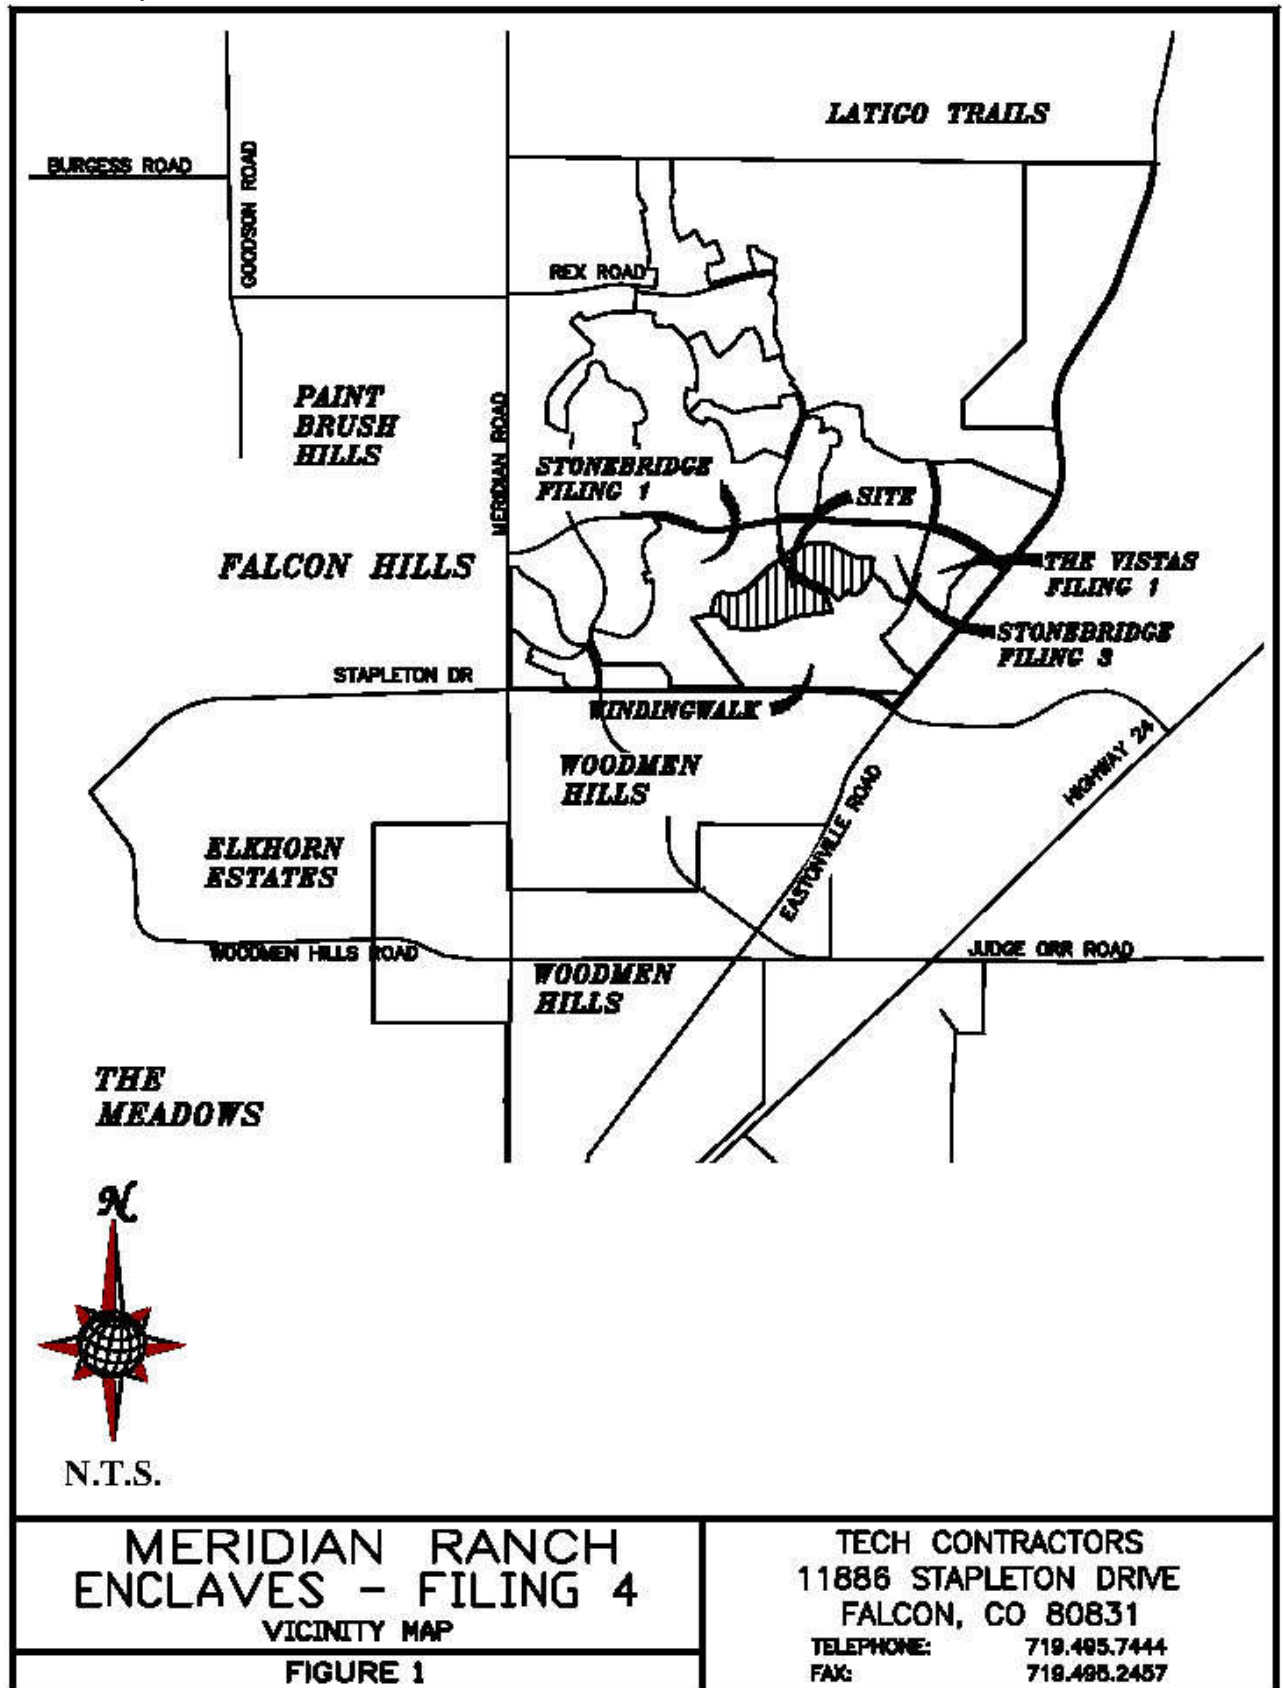 LATIGO TRAILS
BURGESS ROAD
GOODSON ROAD
REX ROAD
PAINT
BRUSH
HILLS
MERIDIAN ROAD
STONEBRIDGE
FILING 1
SITE
FALCON HILLS
THE VISTAS
FILING 1
STONEBRIDGE
FILING 3
STAPLETON DR
WINDINGWALK
WOODMEN
HILLS
HIGHWAY 24
EASTONVILLE ROAD
ELKHORN
ESTATES
WOODMEN HILLS ROAD
JUDGE ORR ROAD
WOODMEN
HILLS
THE
MEADOWS
N
N.T.S.
MERIDIAN RANCH
ENCLAVES - FILING 4
VICINITY MAP
FIGURE 1
TECH CONTRACTORS
11886 STAPLETON DRIVE
FALCON, CO 80831
TELEPHONE: 719.495.7444
FAX: 719.495.2457